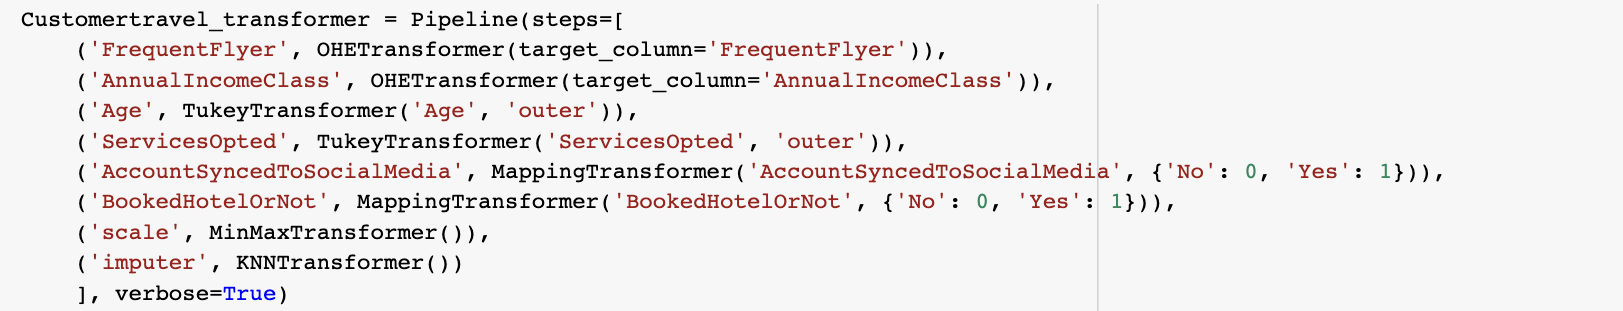 Customertravel_transformer = Pipeline(steps=[
    ('FrequentFlyer', OHETransformer(target_column='FrequentFlyer')),
    ('AnnualIncomeClass', OHETransformer(target_column='AnnualIncomeClass')),
    ('Age', TukeyTransformer('Age', 'outer')),
    ('ServicesOpted', TukeyTransformer('ServicesOpted', 'outer')),
    ('AccountSyncedToSocialMedia', MappingTransformer('AccountSyncedToSocialMedia', {'No': 0, 'Yes': 1})),
    ('BookedHotelOrNot', MappingTransformer('BookedHotelOrNot', {'No': 0, 'Yes': 1})),
    ('scale', MinMaxTransformer()),
    ('imputer', KNNTransformer())
    ], verbose=True)